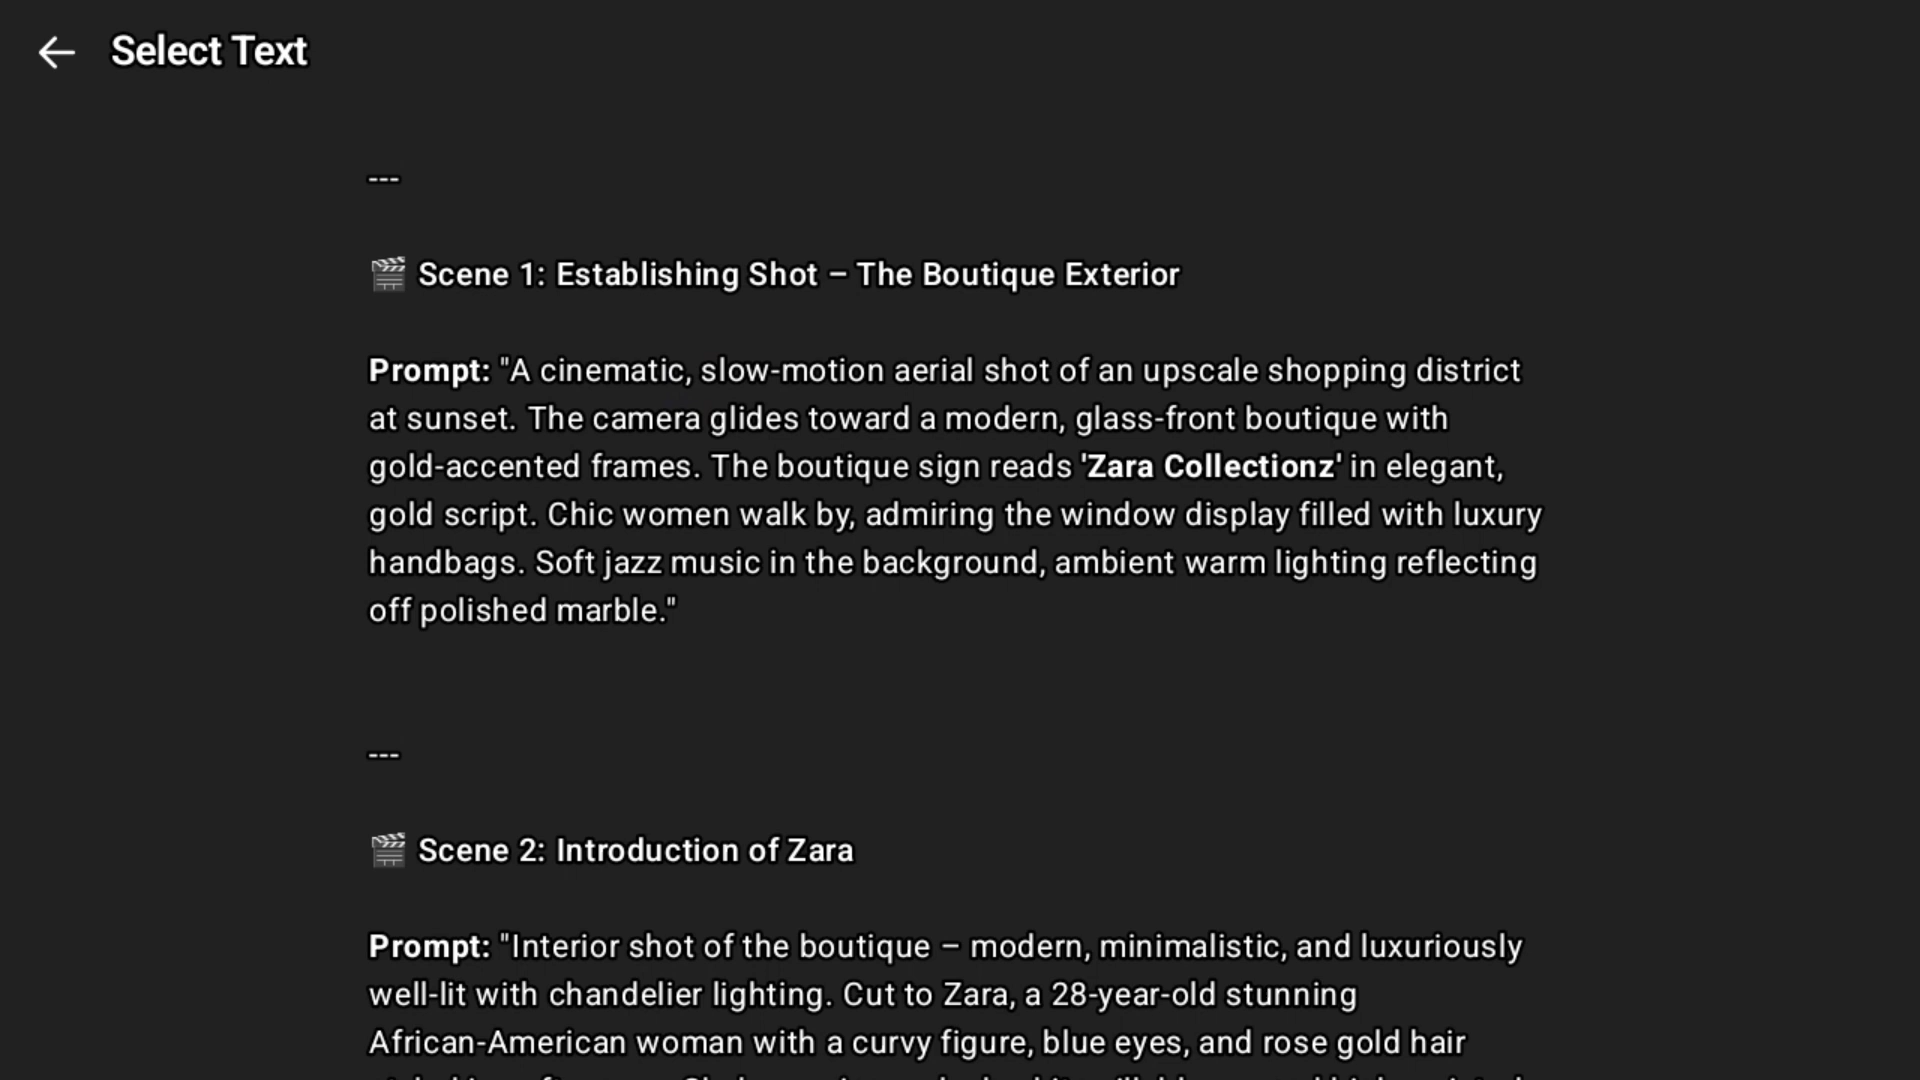 Select Text
---
🎬 Scene 1: Establishing Shot – The Boutique Exterior
Prompt: "A cinematic, slow-motion aerial shot of an upscale shopping district
at sunset. The camera glides toward a modern, glass-front boutique with
gold-accented frames. The boutique sign reads 'Zara Collectionz' in elegant,
gold script. Chic women walk by, admiring the window display filled with luxury
handbags. Soft jazz music in the background, ambient warm lighting reflecting
off polished marble."
---
🎬 Scene 2: Introduction of Zara
Prompt: "Interior shot of the boutique – modern, minimalistic, and luxuriously
well-lit with chandelier lighting. Cut to Zara, a 28-year-old stunning
African-American woman with a curvy figure, blue eyes, and rose gold hair